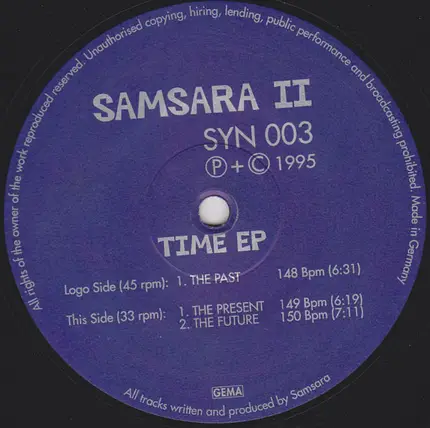 All rights of the owner of the work reproduced reserved. Unauthorised copying, hiring, lending, public performance and broadcasting prohibited. Made in Germany
SAMSARA II
SYN 003
Ⓟ + © 1995
TIME EP
Logo Side (45 rpm): 1. THE PAST 148 Bpm (6:31)
This Side (33 rpm): 1. THE PRESENT 149 Bpm (6:19)
2. THE FUTURE 150 Bpm (7:11)
GEMA
All tracks written and produced by Samsara